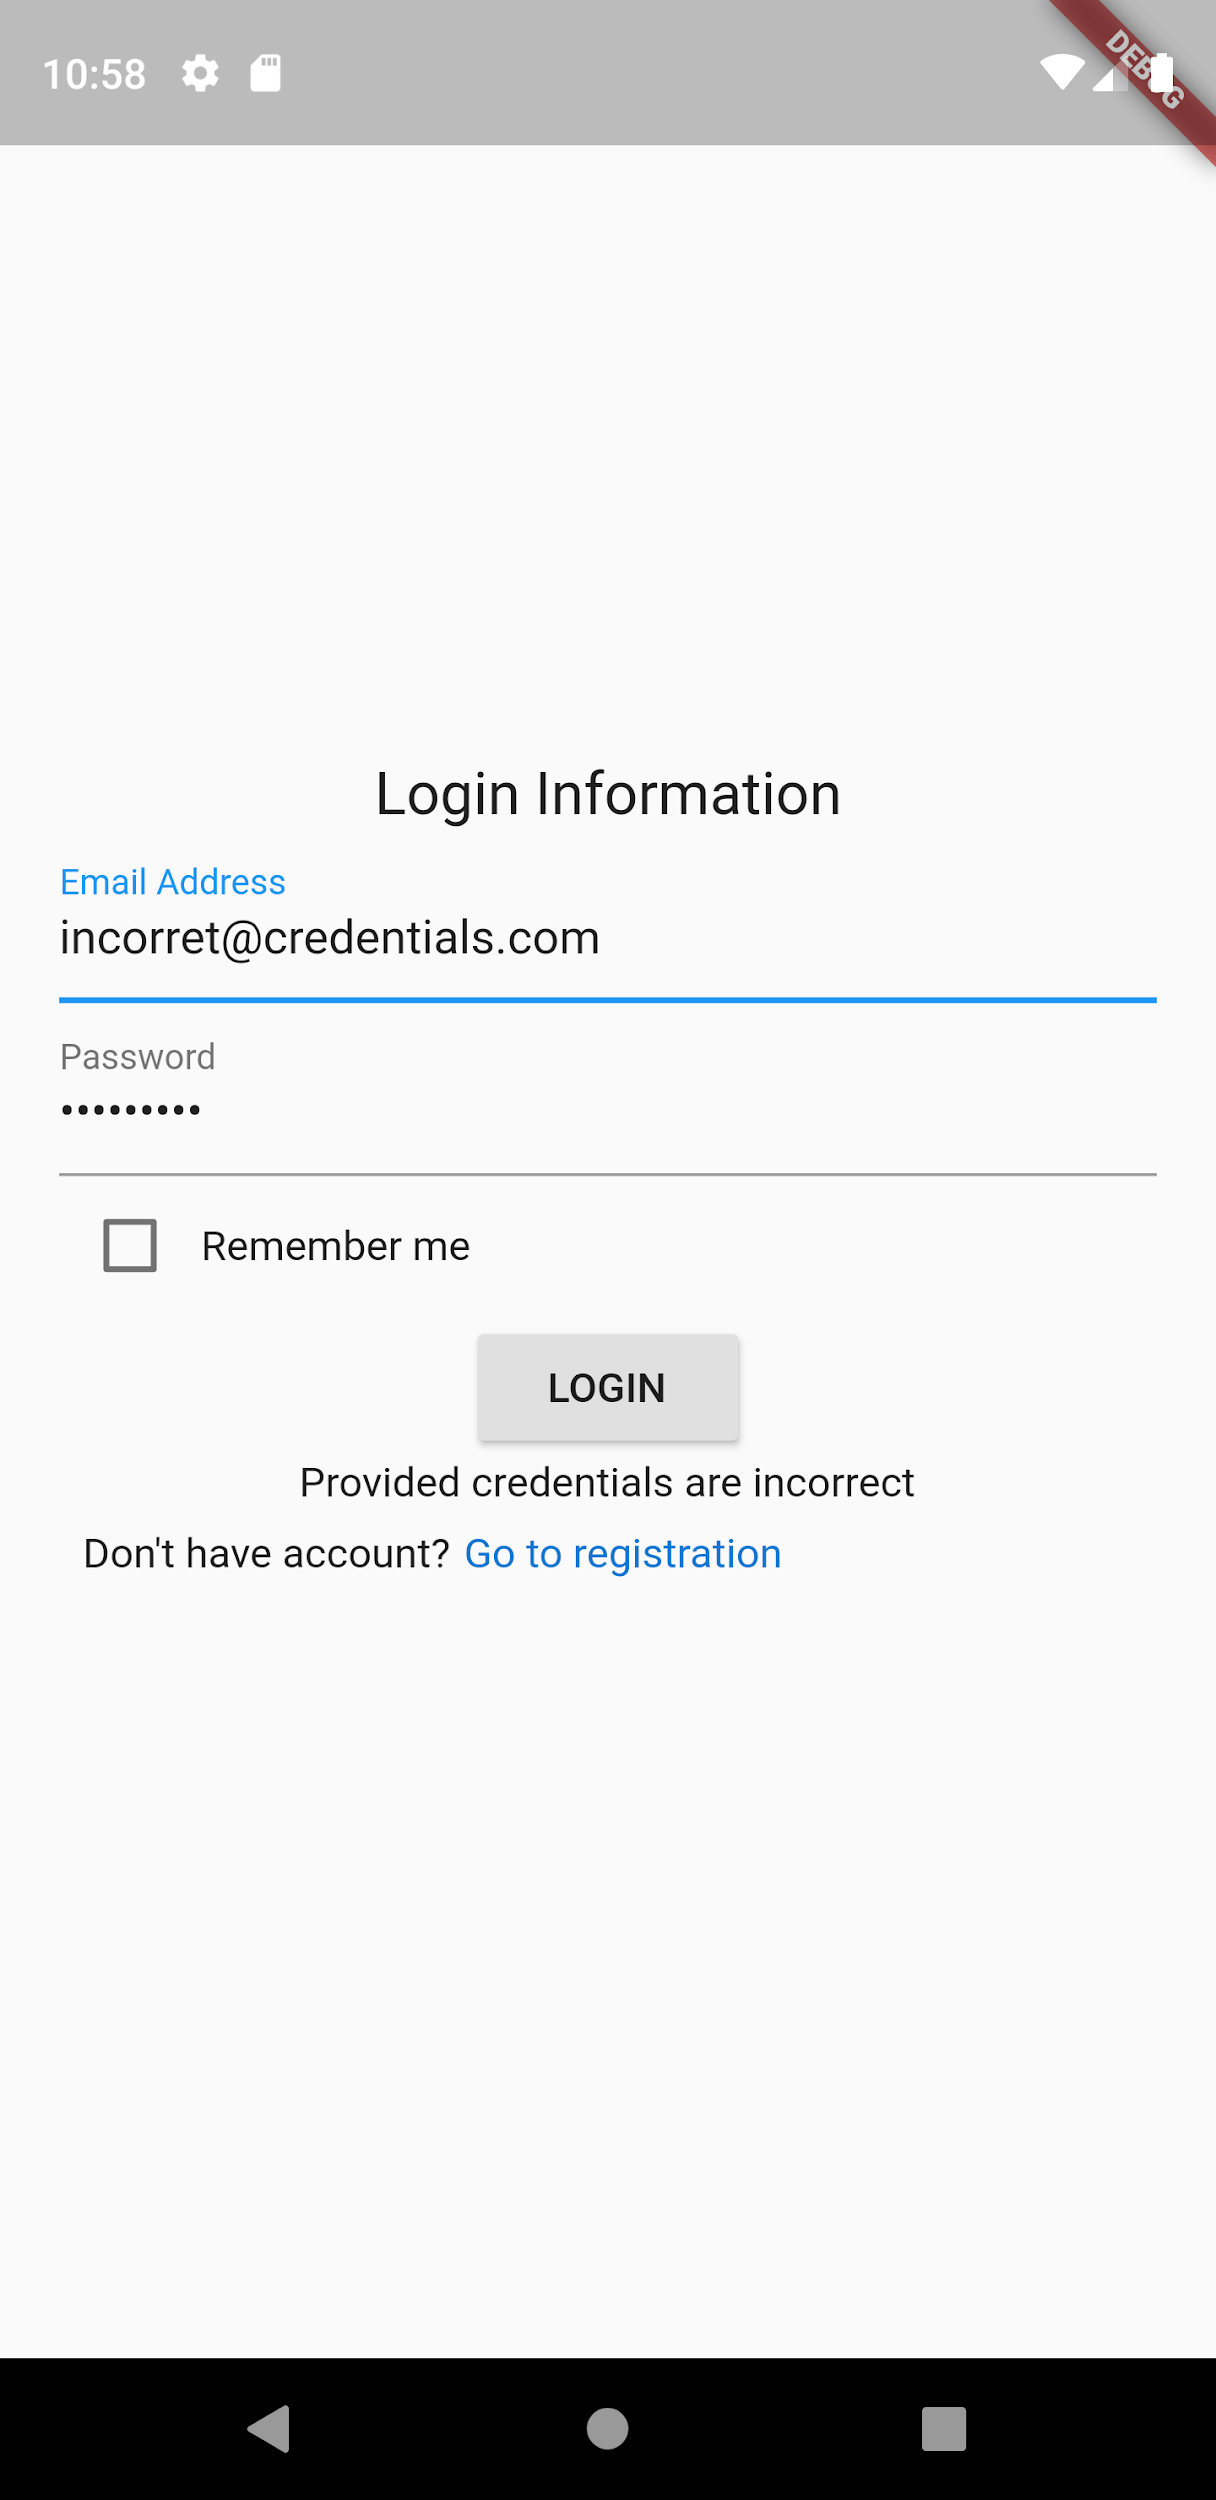 10:58
DEBUG
Login Information
Email Address
incorret@credentials.com
Password
•••••••••
Remember me
LOGIN
Provided credentials are incorrect
Don't have account? Go to registration